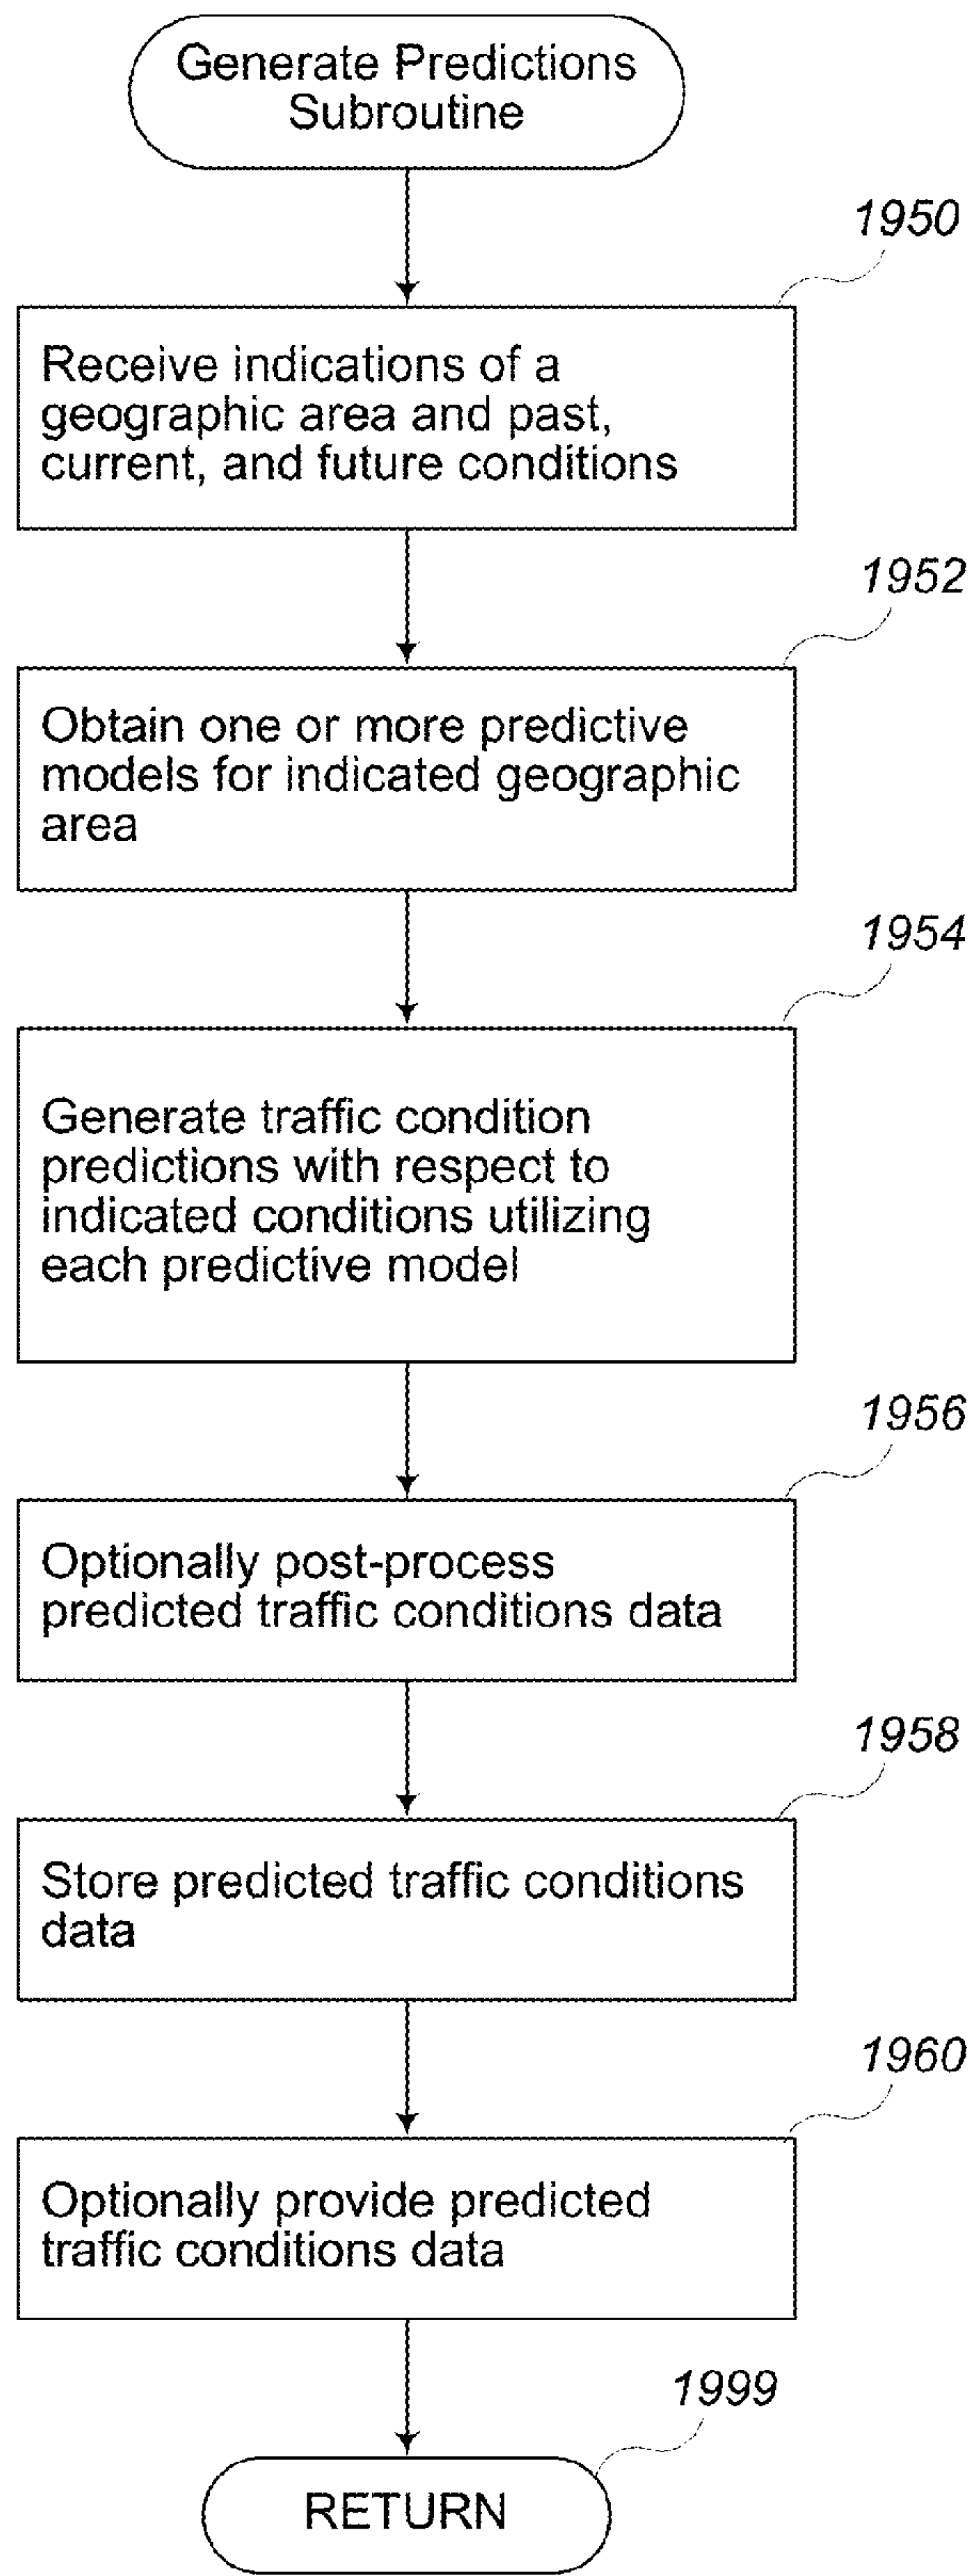 Generate Predictions
Subroutine
1950
Receive indications of a
geographic area and past,
current, and future conditions
1952
Obtain one or more predictive
models for indicated geographic
area
1954
Generate traffic condition
predictions with respect to
indicated conditions utilizing
each predictive model
1956
Optionally post-process
predicted traffic conditions data
1958
Store predicted traffic conditions
data
1960
Optionally provide predicted
traffic conditions data
1999
RETURN